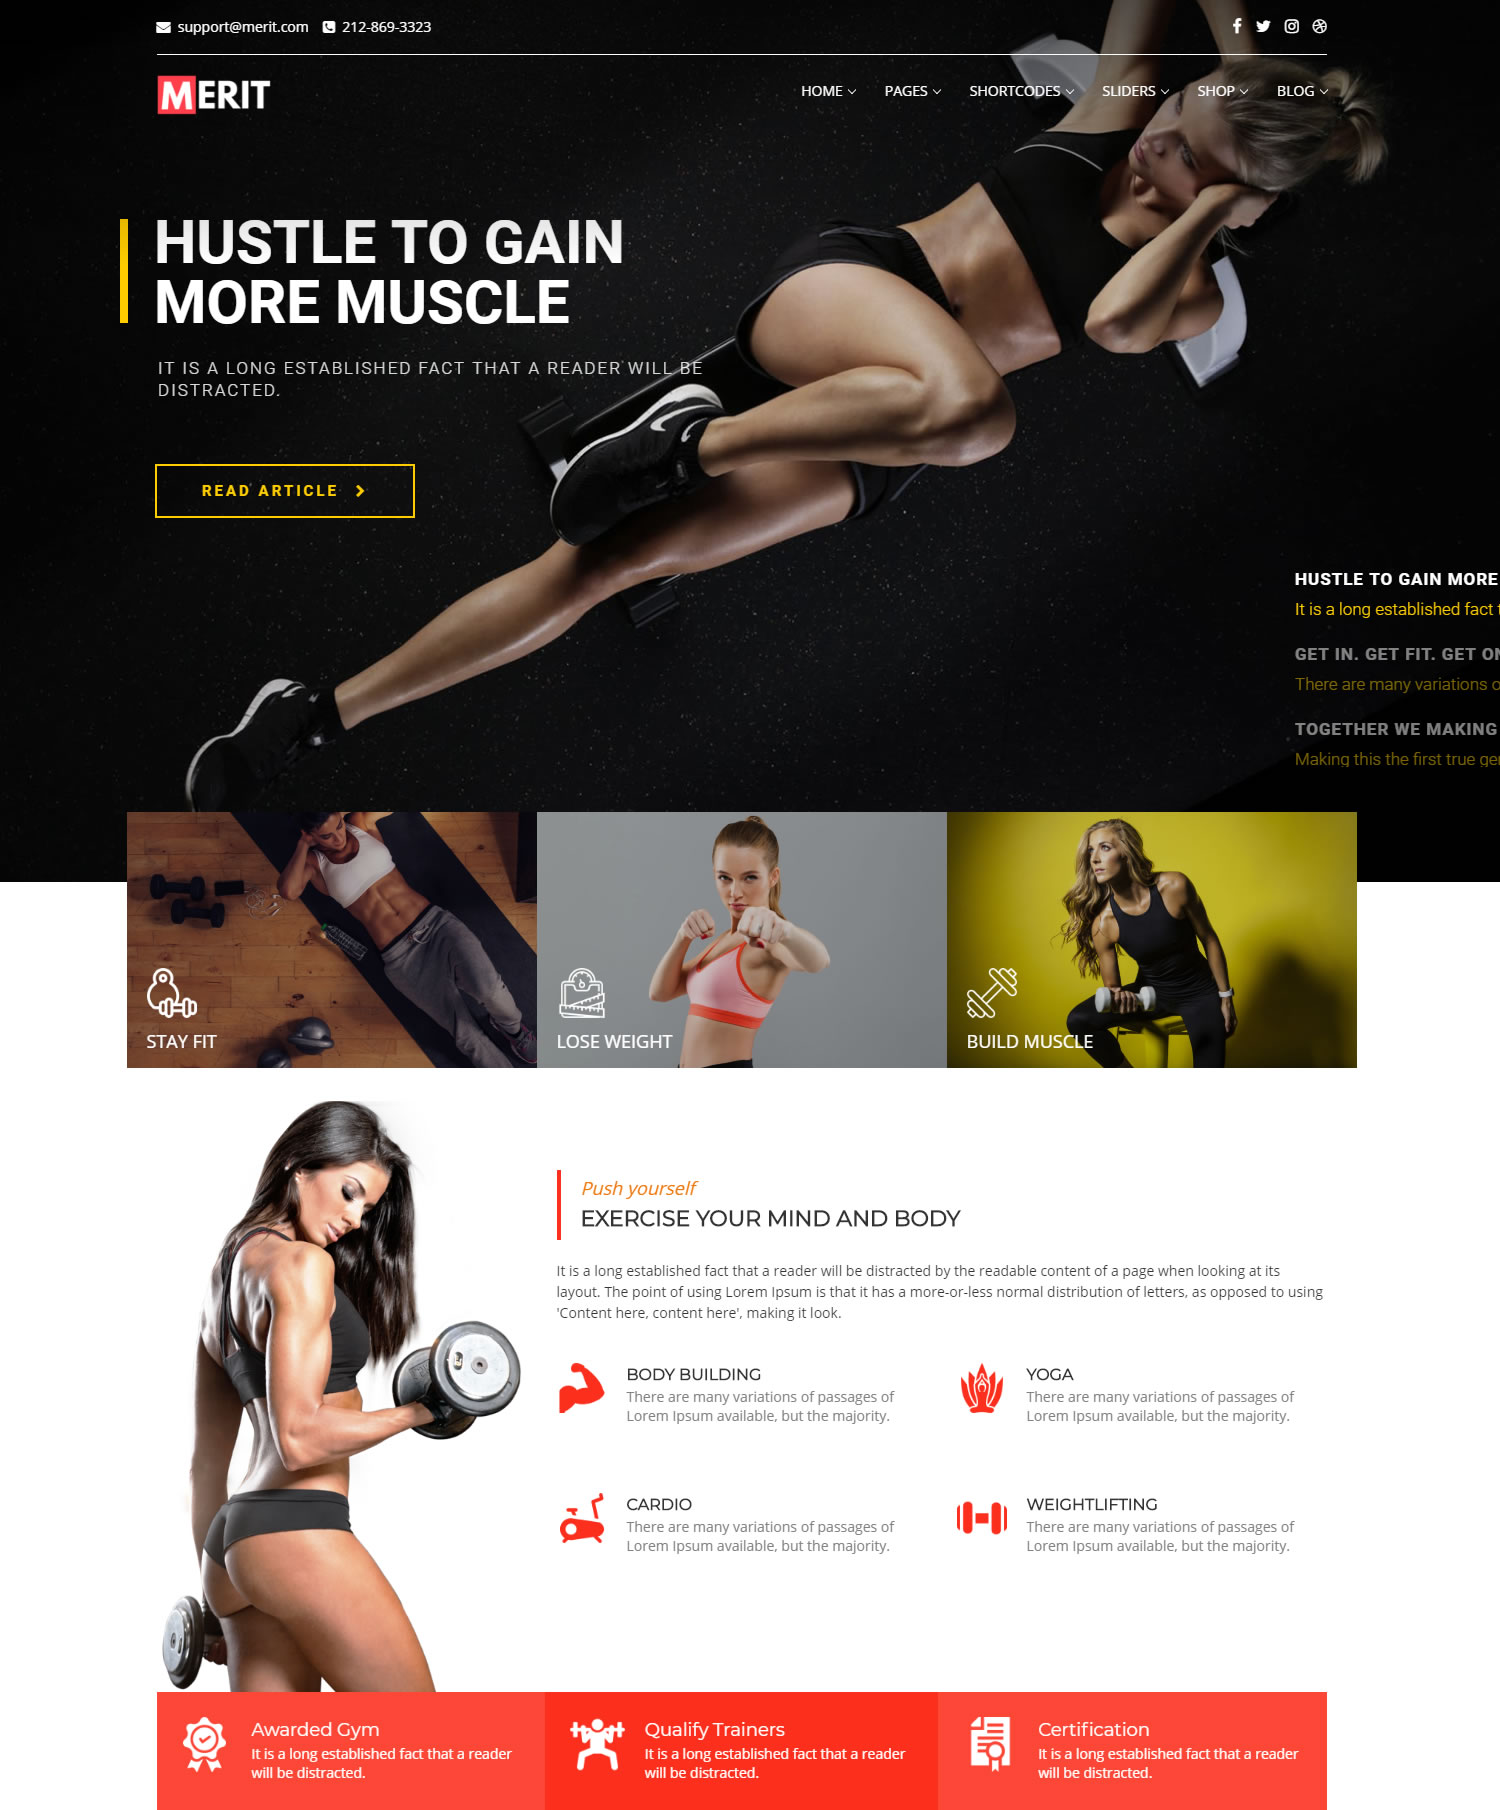 support@merit.com 212-869-3323
MERIT
HOME PAGES SHORTCODES SLIDERS SHOP BLOG
HUSTLE TO GAIN
MORE MUSCLE
IT IS A LONG ESTABLISHED FACT THAT A READER WILL BE
DISTRACTED.
READ ARTICLE
HUSTLE TO GAIN MORE
It is a long established fact
GET IN. GET FIT. GET
There are many variations
TOGETHER WE MAKING
Making this the first true
STAY FIT
LOSE WEIGHT
BUILD MUSCLE
Push yourself
EXERCISE YOUR MIND AND BODY
It is a long established fact that a reader will be distracted by the readable content of a page when looking at its
layout. The point of using Lorem Ipsum is that it has a more-or-less normal distribution of letters, as opposed to using
'Content here, content here', making it look.
BODY BUILDING
There are many variations of passages of
Lorem Ipsum available, but the majority.
YOGA
There are many variations of passages of
Lorem Ipsum available, but the majority.
CARDIO
There are many variations of passages of
Lorem Ipsum available, but the majority.
WEIGHTLIFTING
There are many variations of passages of
Lorem Ipsum available, but the majority.
Awarded Gym
It is a long established fact that a reader
will be distracted.
Qualify Trainers
It is a long established fact that a reader
will be distracted.
Certification
It is a long established fact that a reader
will be distracted.